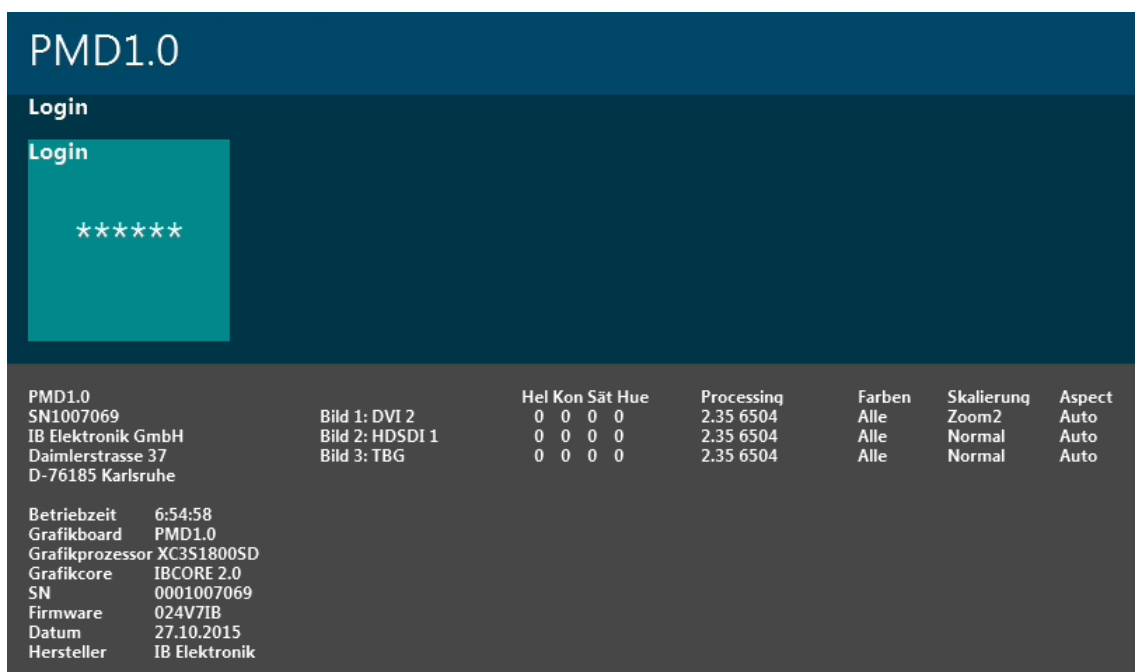 PMD1.0
Login
Login
******
PMD1.0 Hel Kon Sät Hue Processing Farben Skalierung Aspect
SN1007069 Bild 1: DVI 2 0 0 0 0 2.35 6504 Alle Zoom2 Auto
IB Elektronik GmbH Bild 2: HDSDI 1 0 0 0 0 2.35 6504 Alle Normal Auto
Daimlerstrasse 37 Bild 3: TBG 0 0 0 0 2.35 6504 Alle Normal Auto
D-76185 Karlsruhe
Betriebzeit 6:54:58
Grafikboard PMD1.0
Grafikprozessor XC3S1800SD
Grafikcore IBCORE 2.0
SN 0001007069
Firmware 024V7IB
Datum 27.10.2015
Hersteller IB Elektronik